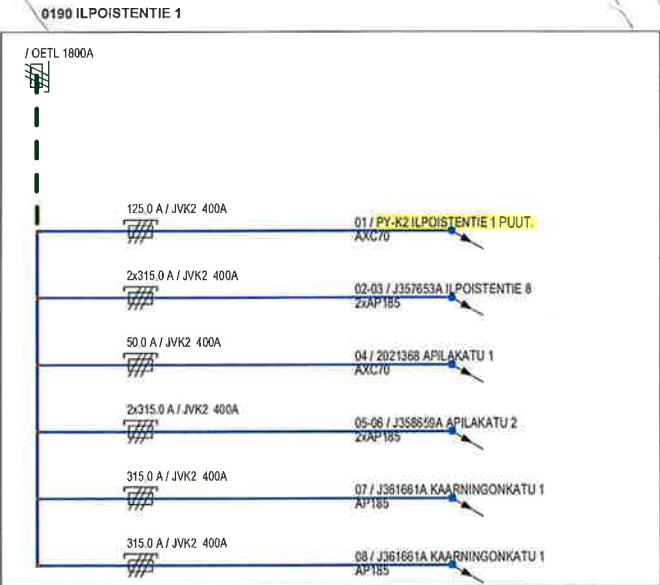 0190 ILPOISTENTIE 1
/ OETL 1800A
125,0 A / JVK2 400A
01 / PY-K2 ILPOISTENTIE 1 PUUT.
AXC70
2x315,0 A / JVK2 400A
02-03 / J357653A ILPOISTENTIE 8
2xAP185
50,0 A / JVK2 400A
04 / 2021368 APILAKATU 1
AXC70
2x315.0 A / JVK2 400A
05-06 / J358659A APILAKATU 2
2xAP185
315,0 A / JVK2 400A
07 / J361661A KAARNINGONKATU 1
AP185
315.0 A / JVK2 400A
08 / J361661A KAARNINGONKATU 1
AP185